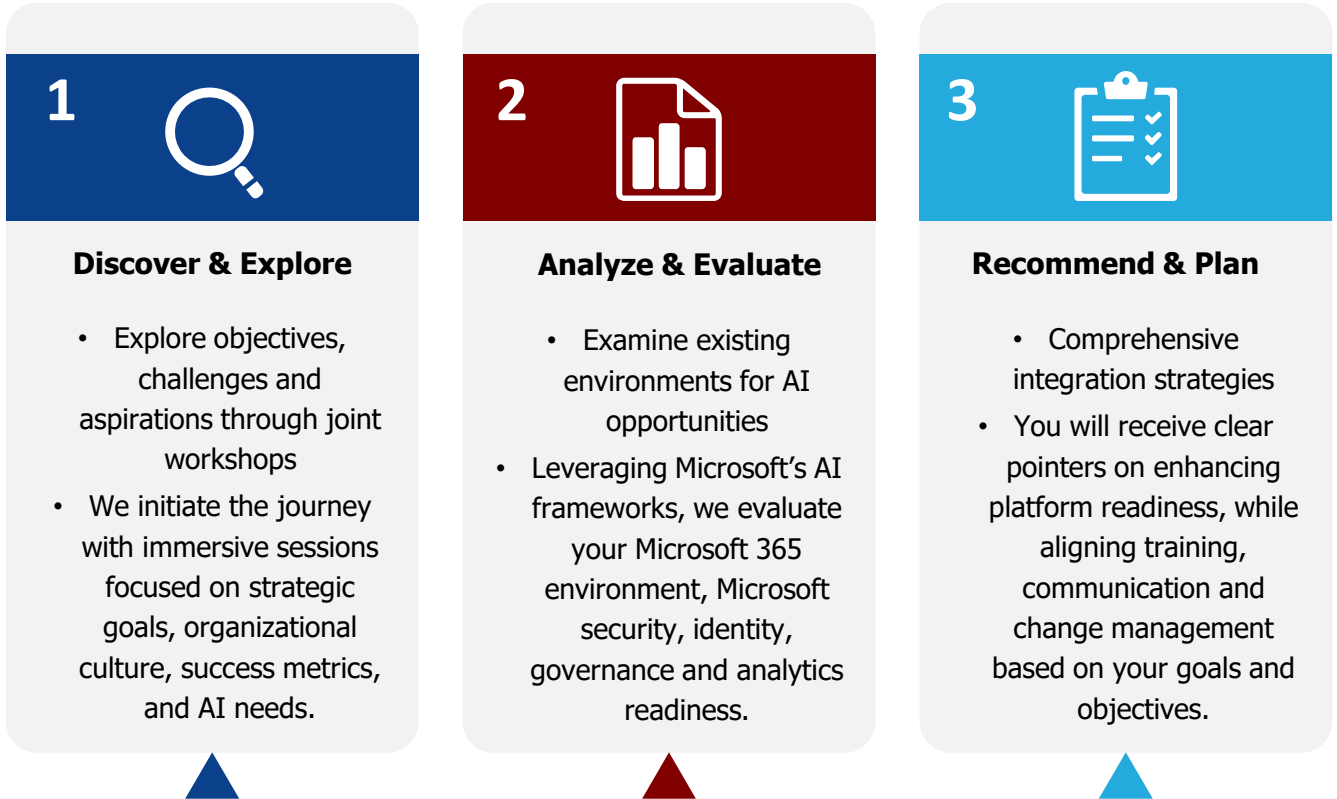 1
Discover & Explore
• Explore objectives,
challenges and
aspirations through joint
workshops
• We initiate the journey
with immersive sessions
focused on strategic
goals, organizational
culture, success metrics,
and AI needs.
2
Analyze & Evaluate
• Examine existing
environments for AI
opportunities
• Leveraging Microsoft’s AI
frameworks, we evaluate
your Microsoft 365
environment, Microsoft
security, identity,
governance and analytics
readiness.
3
Recommend & Plan
• Comprehensive
integration strategies
• You will receive clear
pointers on enhancing
platform readiness, while
aligning training,
communication and
change management
based on your goals and
objectives.